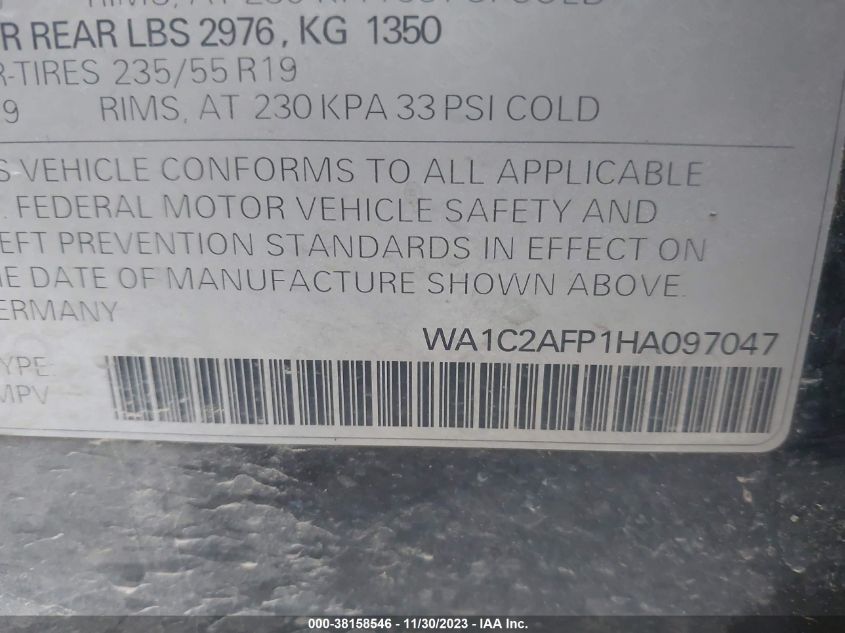 R REAR LBS 2976, KG 1350
R-TIRES 235/55 R19
9 RIMS, AT 230 KPA 33 PSI COLD
S VEHICLE CONFORMS TO ALL APPLICABLE
. FEDERAL MOTOR VEHICLE SAFETY AND
EFT PREVENTION STANDARDS IN EFFECT ON
HE DATE OF MANUFACTURE SHOWN ABOVE.
ERMANY
WA1C2AFP1HA097047
YPE:
MPV
000-38158546 - 11/30/2023 - IAA Inc.